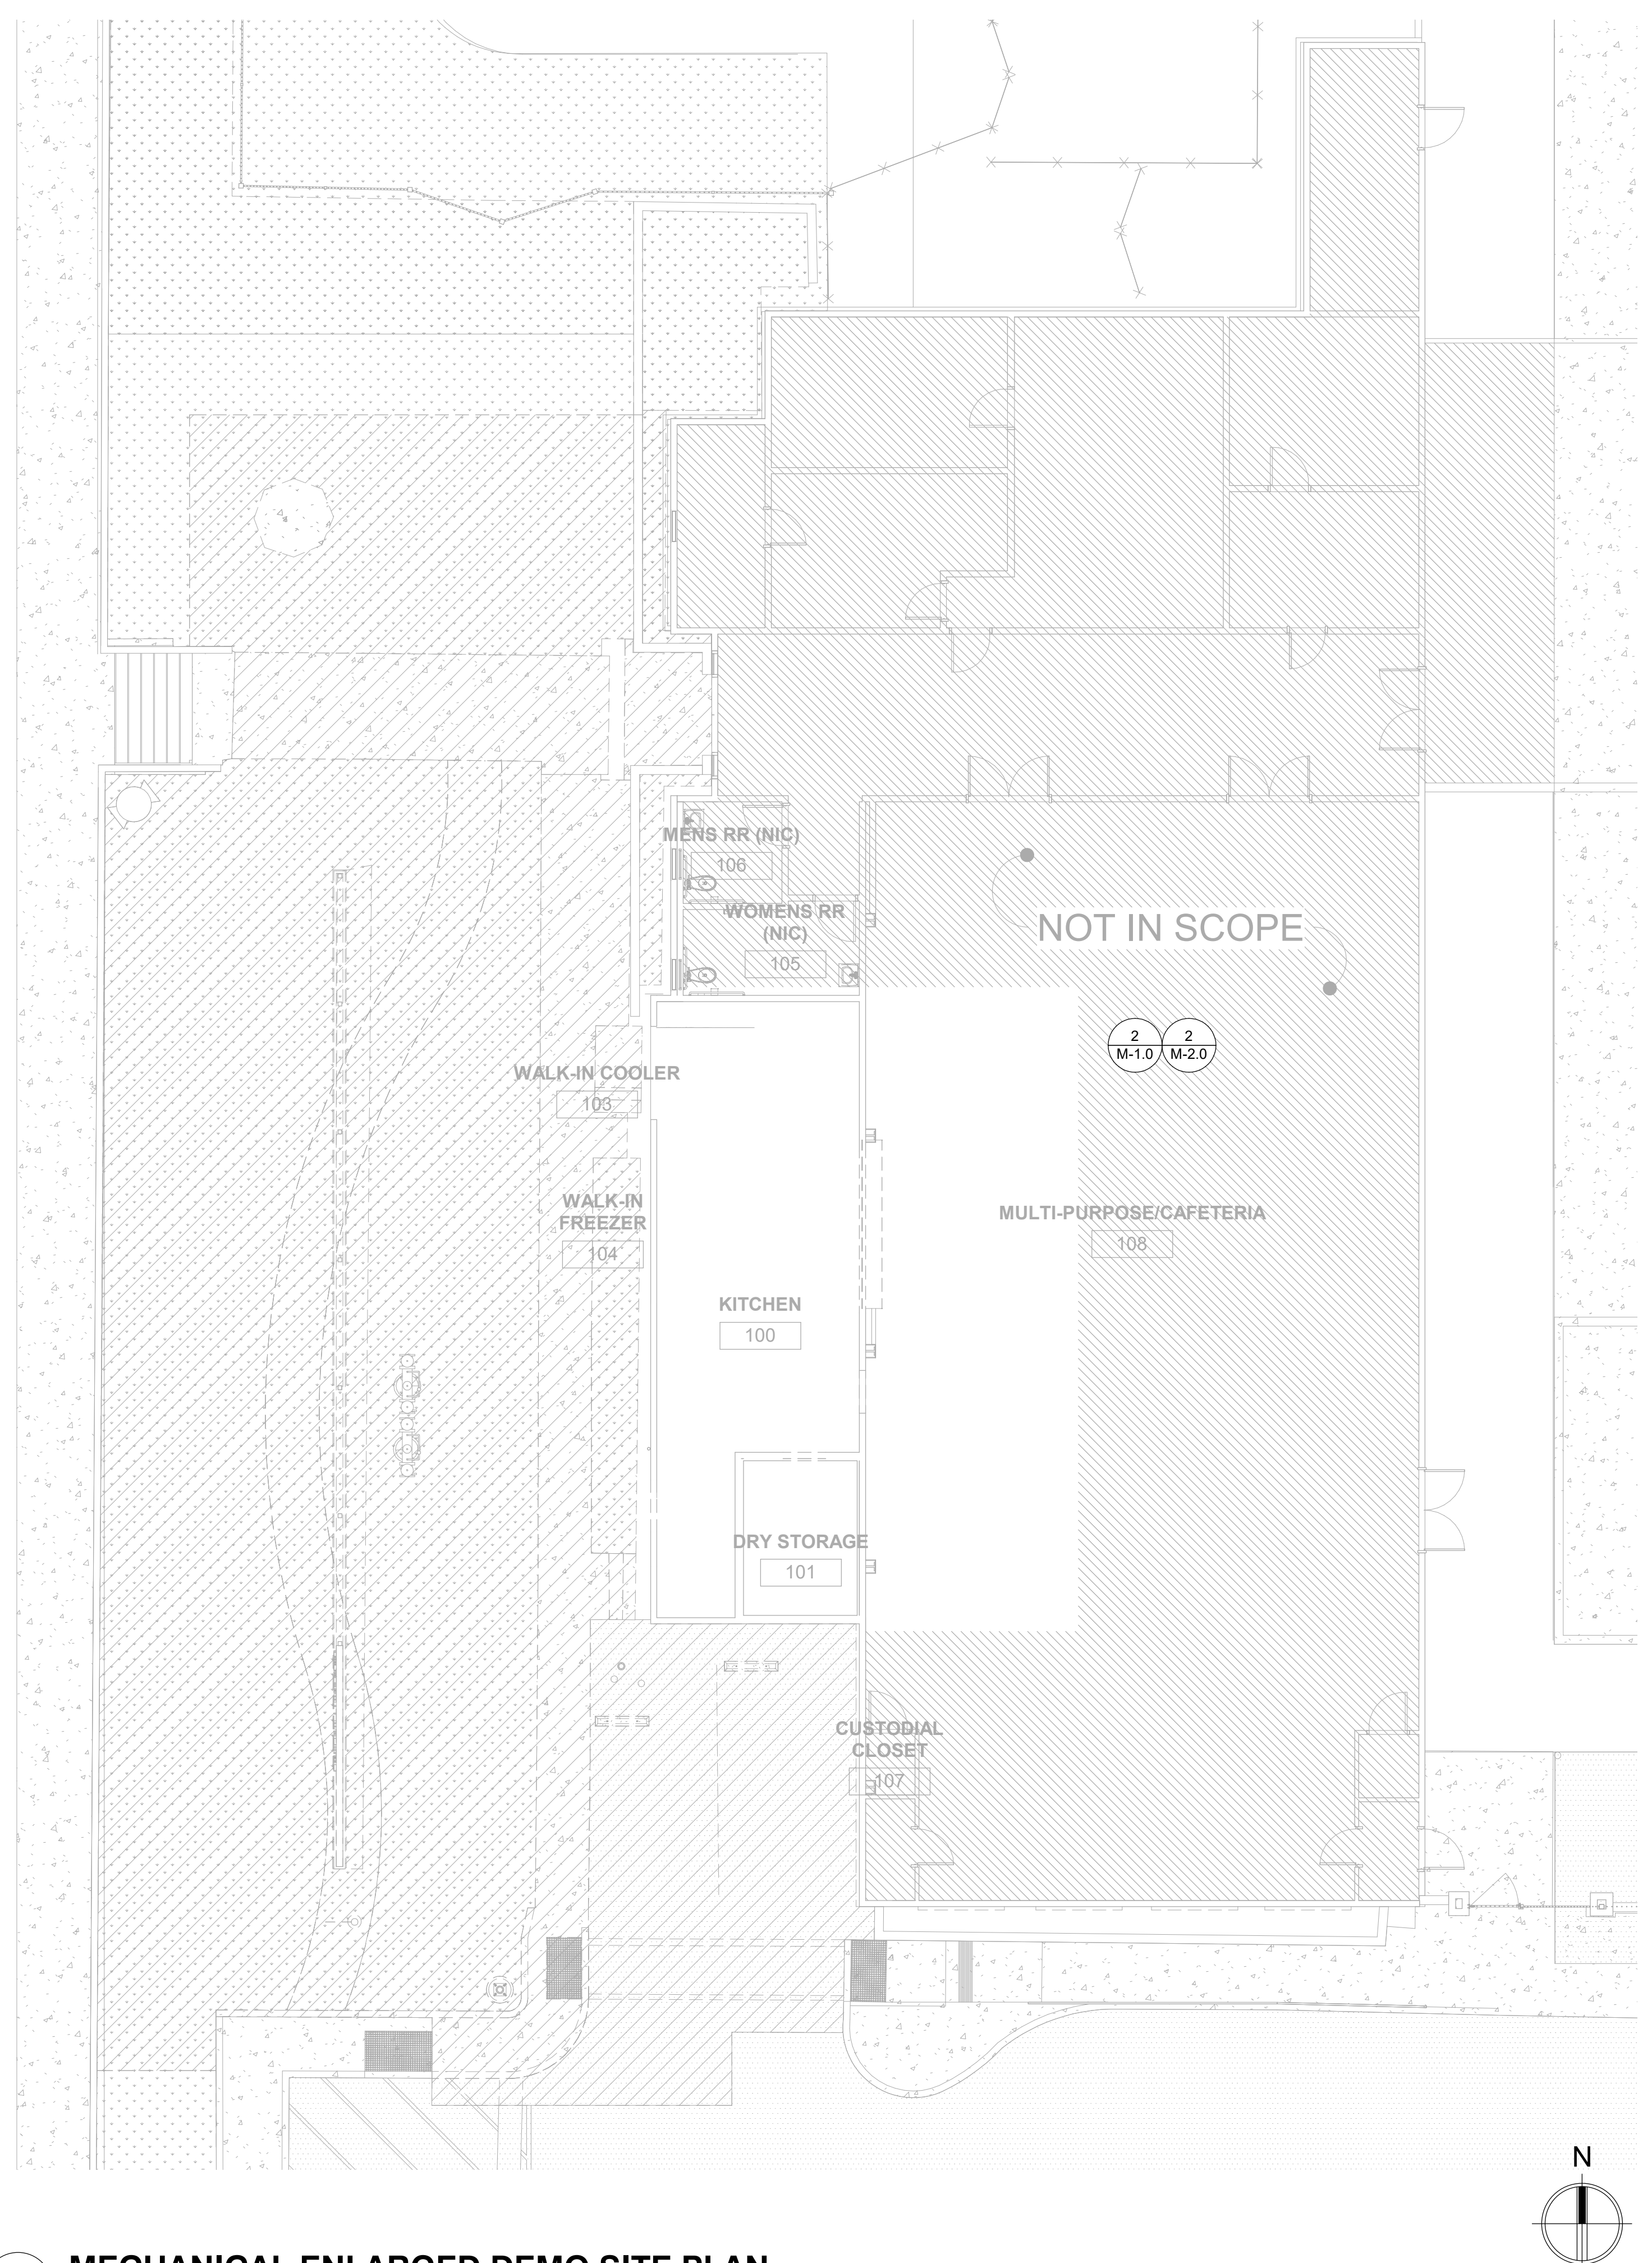 MENS RR (NIC)
106
WOMENS RR
(NIC)
105
NOT IN SCOPE
2
M-1.0
2
M-2.0
WALK-IN COOLER
103
WALK-IN
FREEZER
104
MULTI-PURPOSE/CAFETERIA
108
KITCHEN
100
DRY STORAGE
101
CUSTODIAL
CLOSET
107
N
MECHANICAL ENLARGED DEMO SITE PLAN